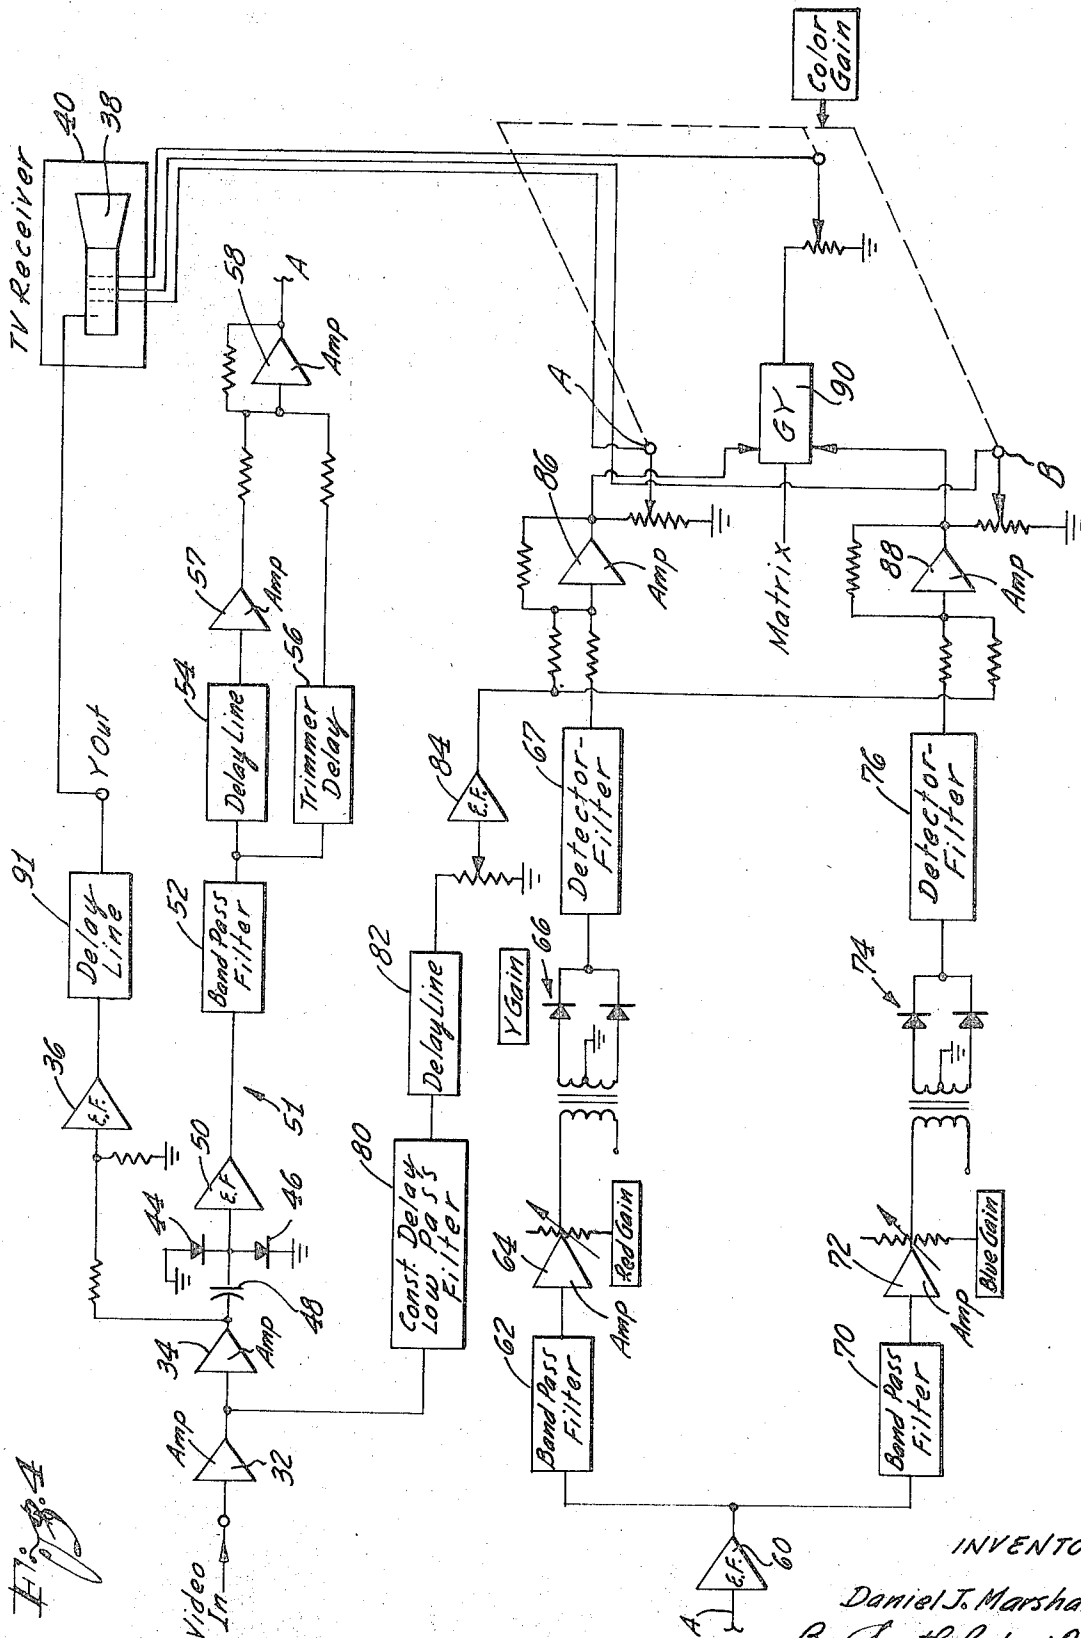 Fig. 4
Video
In
Amp
32
34
Amp
48
44
46
50
E.F
51
36
E.F.
91
Delay
Line
Y Out
TV Receiver
40
38
52
Band Pass
Filter
54
Delay Line
56
Trimmer
Delay
57
Amp
58
Amp
A
80
Const. Delay
Low Pass
Filter
82
Delay Line
84
E.F.
Y Gain
A
E.F.
60
62
Band Pass
Filter
64
Amp
Red Gain
66
67
Detector-
Filter
86
Amp
A
70
Band Pass
Filter
72
Amp
Blue Gain
74
76
Detector-
Filter
88
Amp
B
Matrix
GY
90
Color
Gain
INVENTO
Daniel J. Marsha